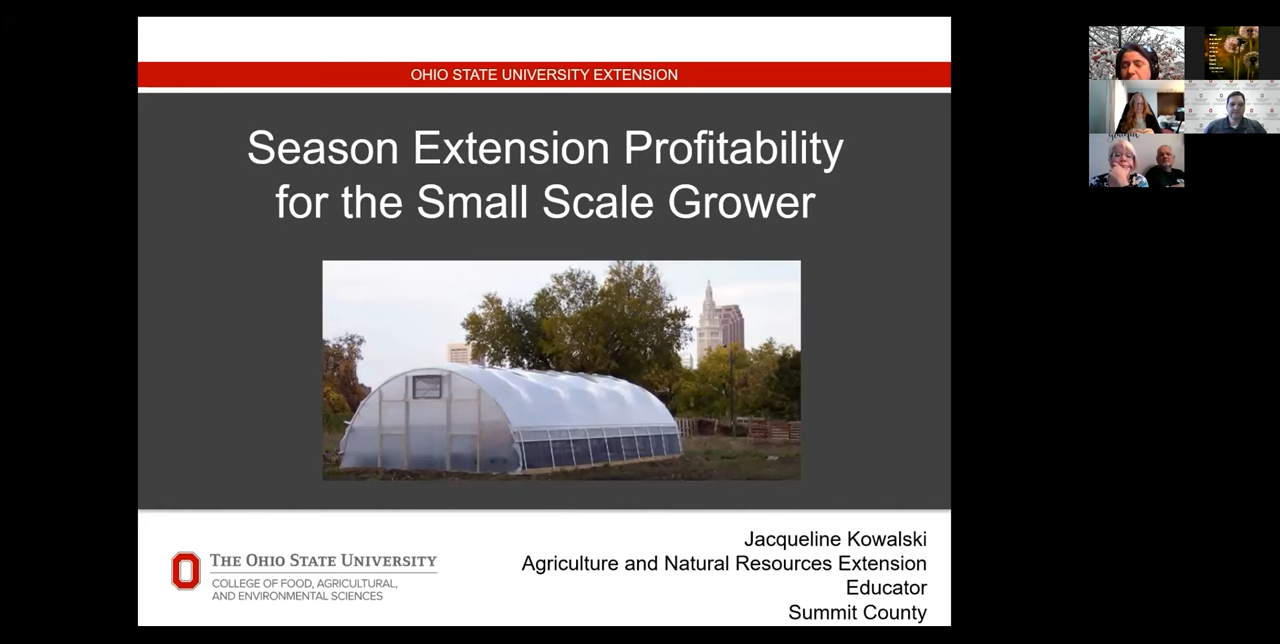 OHIO STATE UNIVERSITY EXTENSION
Season Extension Profitability
for the Small Scale Grower
Jacqueline Kowalski
Agriculture and Natural Resources Extension
Educator
Summit County
THE OHIO STATE UNIVERSITY
COLLEGE OF FOOD, AGRICULTURAL,
AND ENVIRONMENTAL SCIENCES